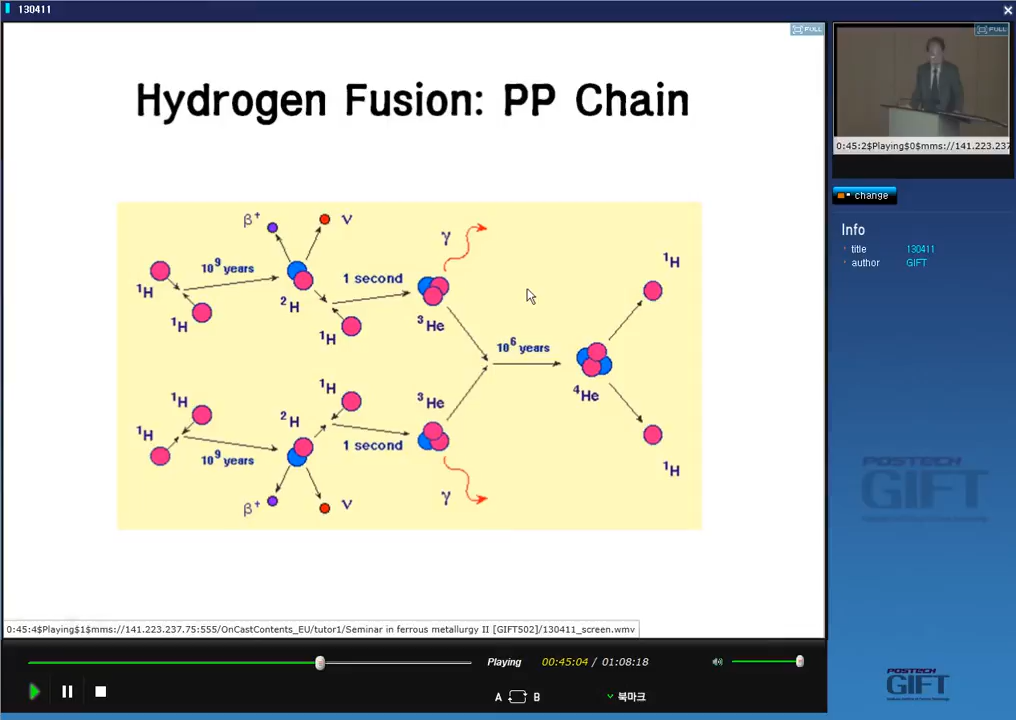 130411
FULL
FULL
Hydrogen Fusion: PP Chain
β+ ν
γ
¹H
10⁹ years
1 second
¹H
²H
¹H
¹H
³He
10⁶ years
¹H
³He
⁴He
¹H
²H
¹H
1 second
10⁹ years
¹H
γ
β+ ν
0:45:2$Playing$0$mms://141.223.237
change
Info
title 130411
author GIFT
POSTECH
GIFT
0:45:4$Playing$1$mms://141.223.237.75:555/OnCastContents_EU/tutor1/Seminar in ferrous metallurgy II [GIFT502]/130411_screen.wmv
Playing 00:45:04 / 01:08:18
A B 북마크
POSTECH
GIFT